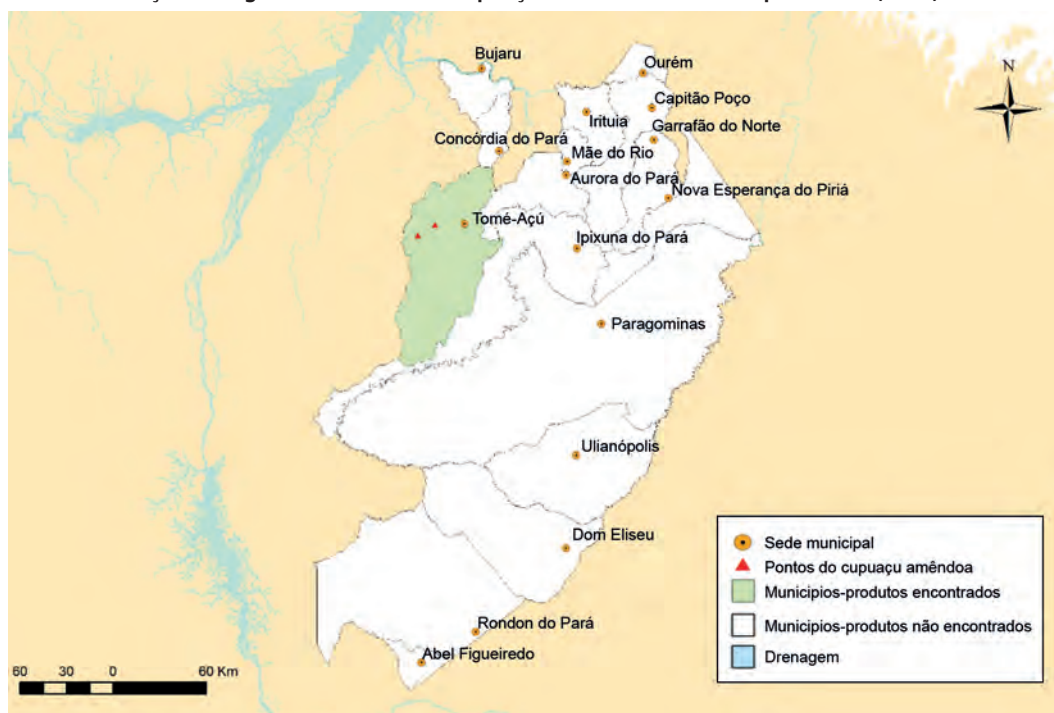 Bujaru
Ourém
N
Capitão Poço
Irituia
Garrafão do Norte
Concórdia do Pará
Mãe do Rio
Aurora do Pará
Nova Esperança do Piriá
Tomé-Açú
Ipixuna do Pará
Paragominas
Ulianópolis
Dom Eliseu
Rondon do Pará
Abel Figueiredo
60 30 0 60 Km
Sede municipal
Pontos do cupuaçu amêndoa
Municipios-produtos encontrados
Municipios-produtos não encontrados
Drenagem